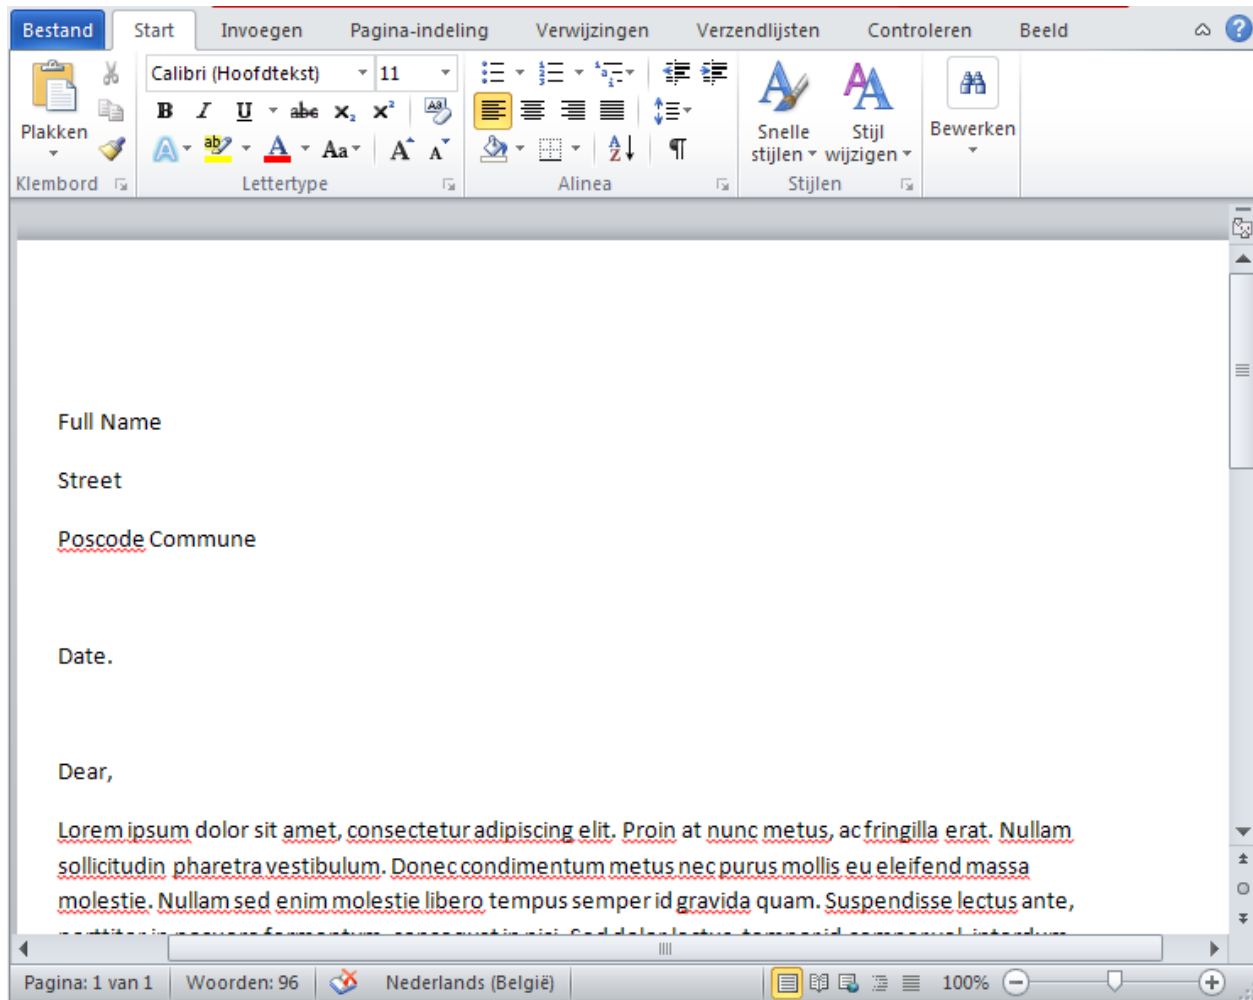 Bestand Start Invoegen Pagina-indeling Verwijzingen Verzendlijsten Controleren Beeld
Calibri (Hoofdtekst) 11
Plakken
Snelle stijlen
Stijl wijzigen
Bewerken
Klembord Lettertype Alinea Stijlen
Full Name
Street
Poscode Commune
Date.
Dear,
Lorem ipsum dolor sit amet, consectetur adipiscing elit. Proin at nunc metus, ac fringilla erat. Nullam
sollicitudin pharetra vestibulum. Donec condimentum metus nec purus mollis eu eleifend massa
molestie. Nullam sed enim molestie libero tempus semper id gravida quam. Suspendisse lectus ante,
Pagina: 1 van 1 Woorden: 96 Nederlands (België) 100%